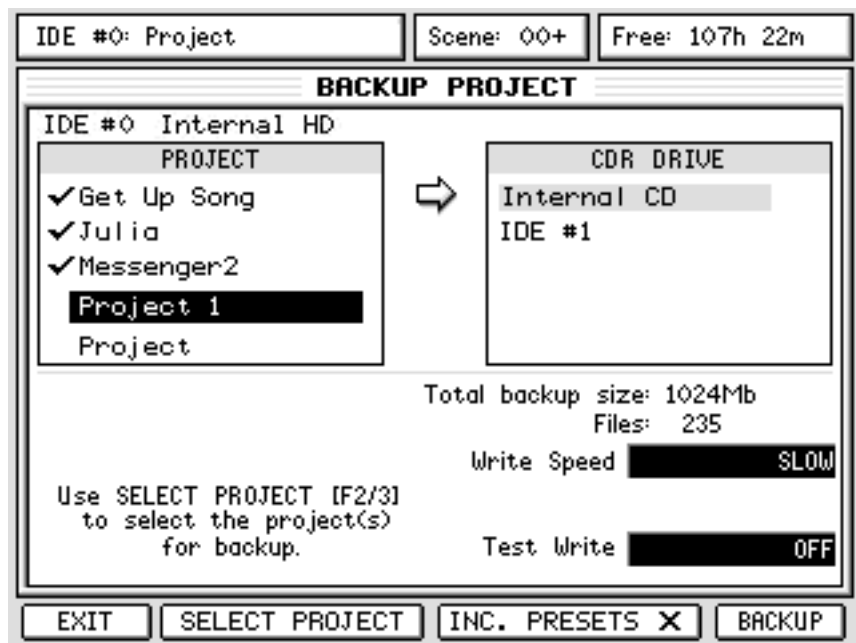 IDE #0: Project
Scene: 00+
Free: 107h 22m
BACKUP PROJECT
IDE #0 Internal HD
PROJECT
✓Get Up Song
✓Julia
✓Messenger2
Project 1
Project
CDR DRIVE
Internal CD
IDE #1
Total backup size: 1024Mb
Files: 235
Write Speed SLOW
Use SELECT PROJECT [F2/3]
to select the project(s)
for backup.
Test Write OFF
EXIT
SELECT PROJECT
INC. PRESETS X
BACKUP